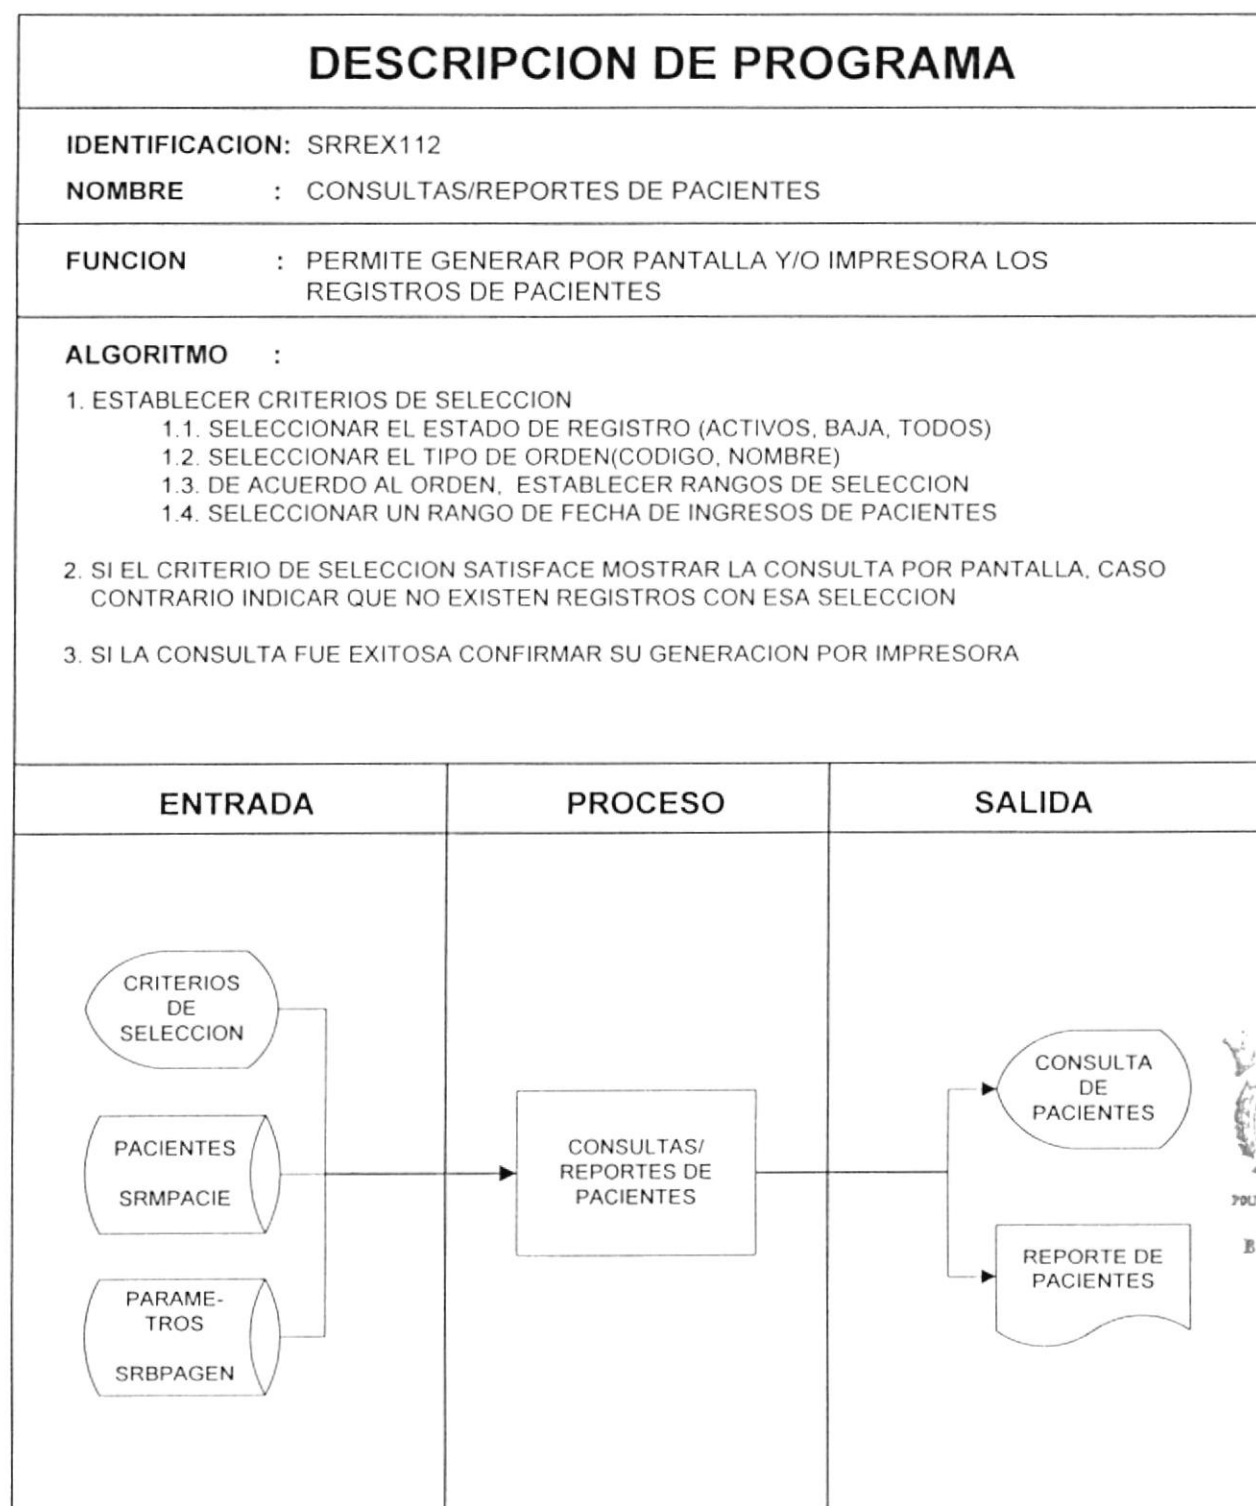 DESCRIPCION DE PROGRAMA
IDENTIFICACION: SRREX112
NOMBRE : CONSULTAS/REPORTES DE PACIENTES
FUNCION : PERMITE GENERAR POR PANTALLA Y/O IMPRESORA LOS
REGISTROS DE PACIENTES
ALGORITMO :
1. ESTABLECER CRITERIOS DE SELECCION
1.1. SELECCIONAR EL ESTADO DE REGISTRO (ACTIVOS, BAJA, TODOS)
1.2. SELECCIONAR EL TIPO DE ORDEN(CODIGO, NOMBRE)
1.3. DE ACUERDO AL ORDEN, ESTABLECER RANGOS DE SELECCION
1.4. SELECCIONAR UN RANGO DE FECHA DE INGRESOS DE PACIENTES
2. SI EL CRITERIO DE SELECCION SATISFACE MOSTRAR LA CONSULTA POR PANTALLA, CASO
CONTRARIO INDICAR QUE NO EXISTEN REGISTROS CON ESA SELECCION
3. SI LA CONSULTA FUE EXITOSA CONFIRMAR SU GENERACION POR IMPRESORA
ENTRADA
PROCESO
SALIDA
CRITERIOS
DE
SELECCION
PACIENTES
SRMPACIE
PARAME-
TROS
SRBPAGEN
CONSULTAS/
REPORTES DE
PACIENTES
CONSULTA
DE
PACIENTES
REPORTE DE
PACIENTES